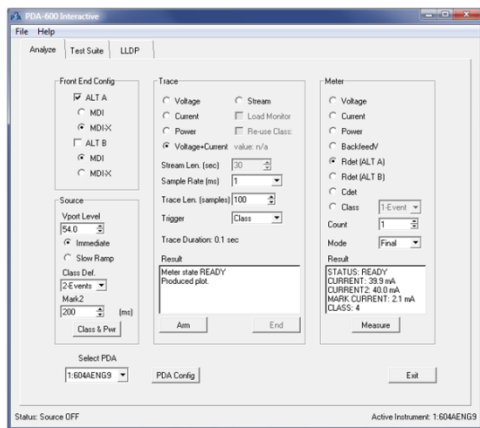 PDA-600 Interactive
File Help
Analyze Test Suite LLDP
Front End Config
ALT A
MDI
MDI-X
ALT B
MDI
MDI-X
Source
Vport Level
54.0
Immediate
Slow Ramp
Class Def.
2-Events
Mark2
200 (ms)
Class & Pwr
Trace
Voltage Stream
Current Load Monitor
Power Re-use Class
Voltage+Current value: n/a
Stream Len. (sec) 30
Sample Rate (ms) 1
Trace Len. (samples) 100
Trigger Class
Trace Duration: 0.1 sec
Result
Meter state READY
Produced plot.
Arm End
Meter
Voltage
Current
Power
BackfeedV
Rdet (ALT A)
Rdet (ALT B)
Cdet
Class 1-Event
Count 1
Mode Final
Result
STATUS: READY
CURRENT: 39.9 mA
CURRENT2: 40.0 mA
MARK CURRENT: 2.1 mA
CLASS: 4
Measure
Select PDA
1:604AENG9 PDA Config Exit
Status: Source OFF Active Instrument: 1:604AENG9